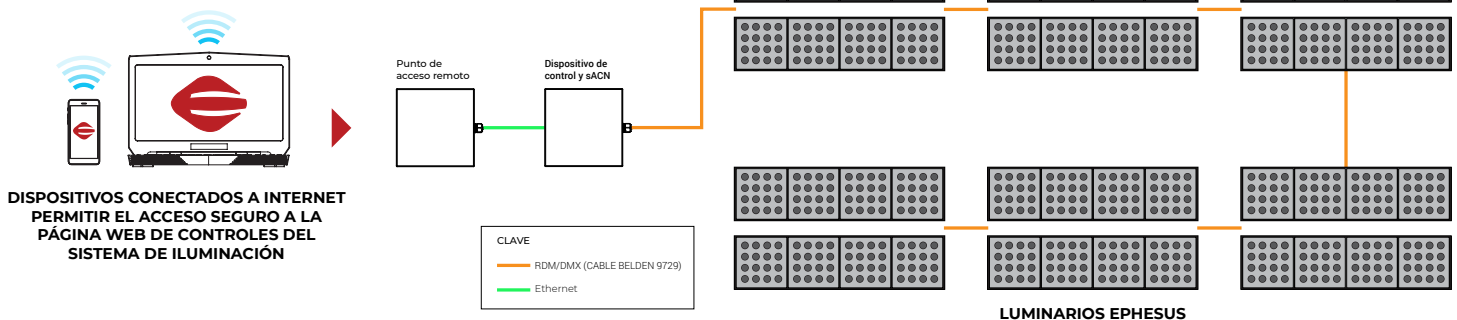 Punto de
acceso remoto
Dispositivo de
control y sACN
DISPOSITIVOS CONECTADOS A INTERNET
PERMITIR EL ACCESO SEGURO A LA
PÁGINA WEB DE CONTROLES DEL
SISTEMA DE ILUMINACIÓN
CLAVE
RDM/DMX (CABLE BELDEN 9729)
Ethernet
LUMINARIOS EPHESUS